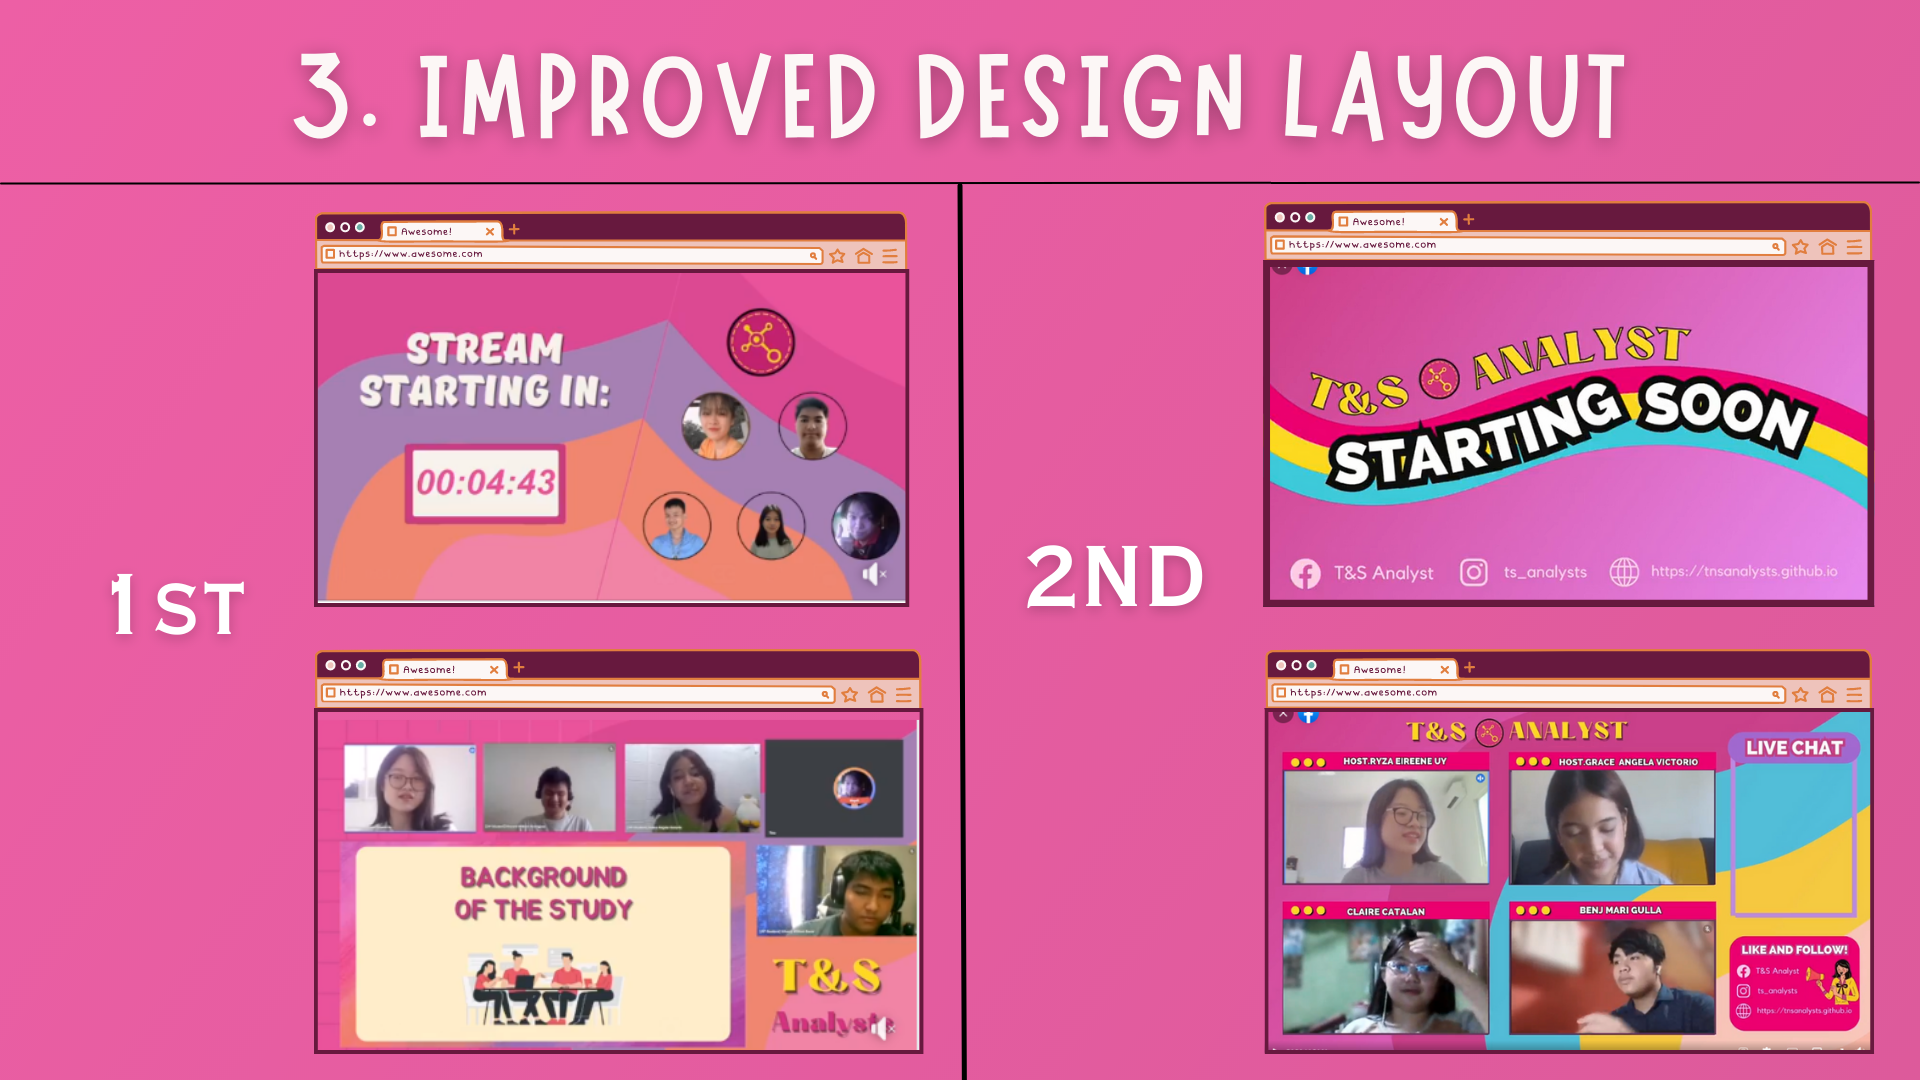 3. IMPROVED DESIGN LAYOUT
1ST
Awesome!
https://www.awesome.com
STREAM
STARTING IN:
00:04:43
Awesome!
https://www.awesome.com
BACKGROUND
OF THE STUDY
T&S
Analysts
2ND
Awesome!
https://www.awesome.com
T&S ANALYST
STARTING SOON
T&S Analyst
ts_analysts
https://tnsanalysts.github.io
Awesome!
https://www.awesome.com
T&S ANALYST
HOST.RYZA EIREENE UY
HOST.GRACE ANGELA VICTORIO
LIVE CHAT
CLAIRE CATALAN
BENJ MARI GULLA
LIKE AND FOLLOW!
T&S Analyst
ts_analysts
https://tnsanalysts.github.io